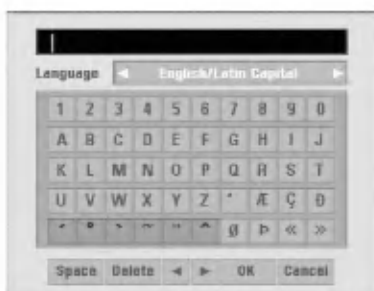 Language ◄ English/Latin Capital ►
1 2 3 4 5 6 7 8 9 0
A B C D E F G H I J
K L M N O P Q R S T
U V W X Y Z Æ Ç Ð
Ø Þ « »
Space Delete ◄ ► OK Cancel